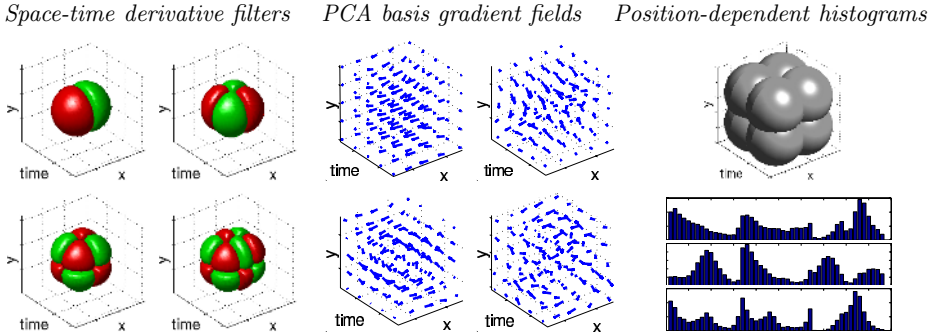 Space-time derivative filters
PCA basis gradient fields
Position-dependent histograms
y
time
x
y
time
x
y
time
x
y
time
x
y
time
x
y
time
x
y
time
x
y
time
x
y
time
x